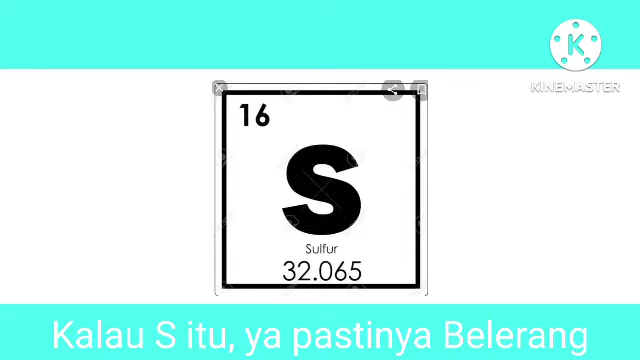 KINEMASTER
16
S
Sulfur
32.065
Kalau S itu, ya pastinya Belerang